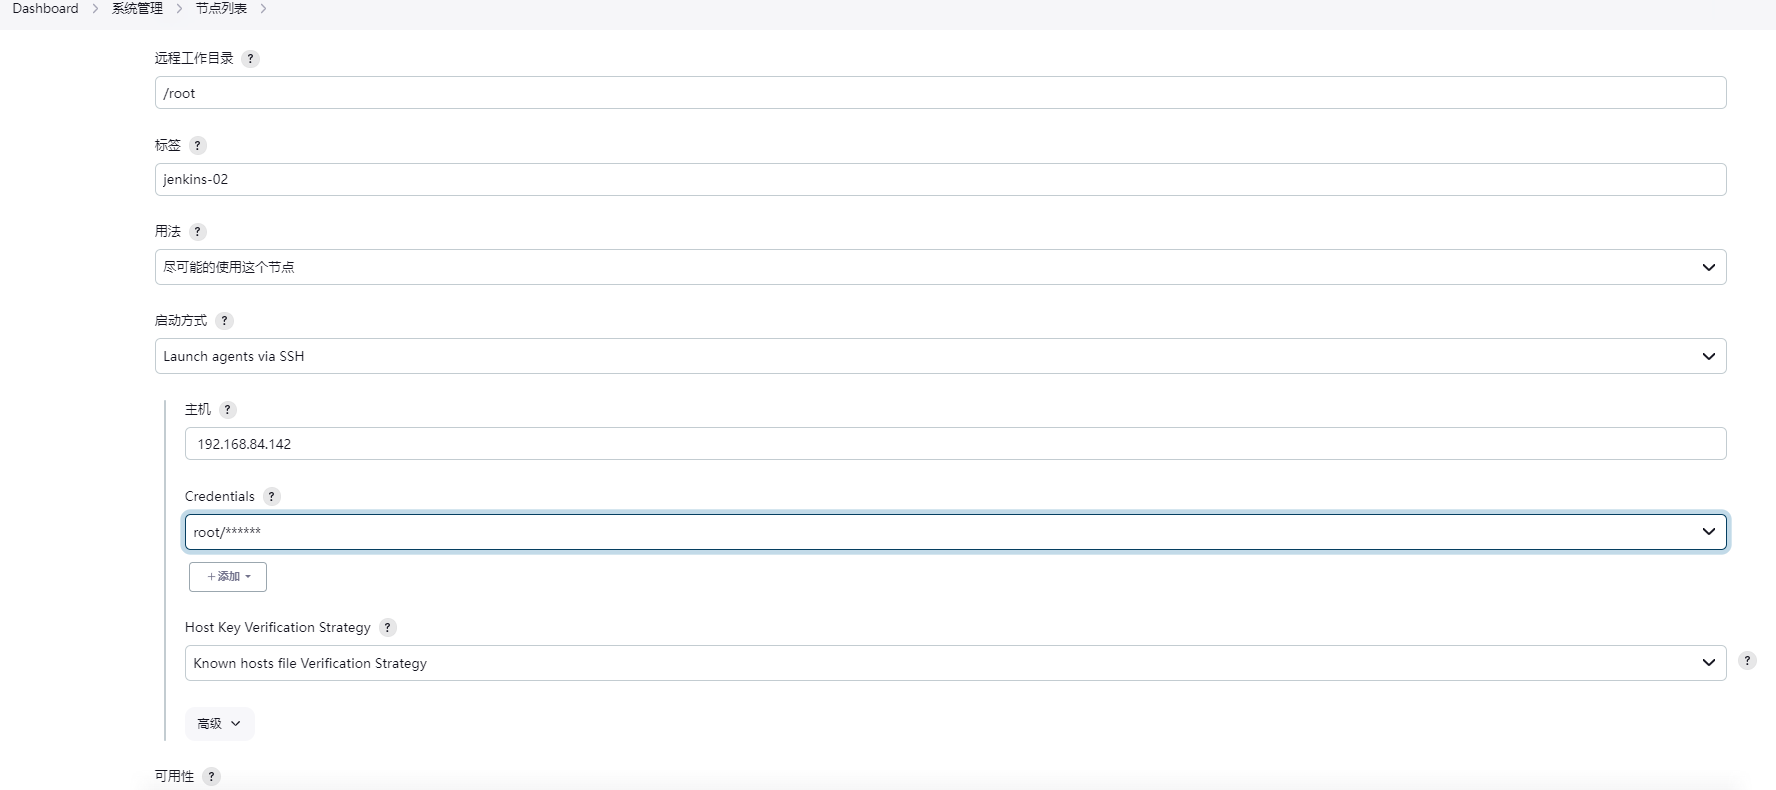 Dashboard > 系统管理 > 节点列表 >
远程工作目录 ?
/root
标签 ?
jenkins-02
用法 ?
尽可能的使用这个节点
启动方式 ?
Launch agents via SSH
主机 ?
192.168.84.142
Credentials ?
root/******
+添加
Host Key Verification Strategy ?
Known hosts file Verification Strategy
?
高级
可用性 ?